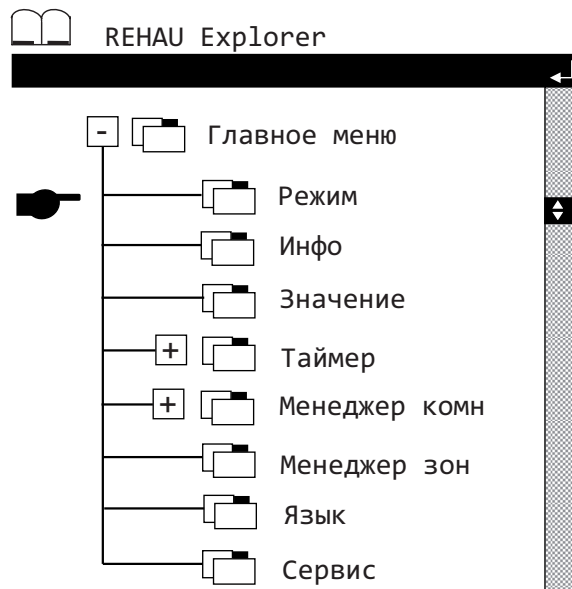 REHAU Explorer
- Главное меню
Режим
Инфо
Значение
+ Таймер
+ Менеджер комн
Менеджер зон
Язык
Сервис